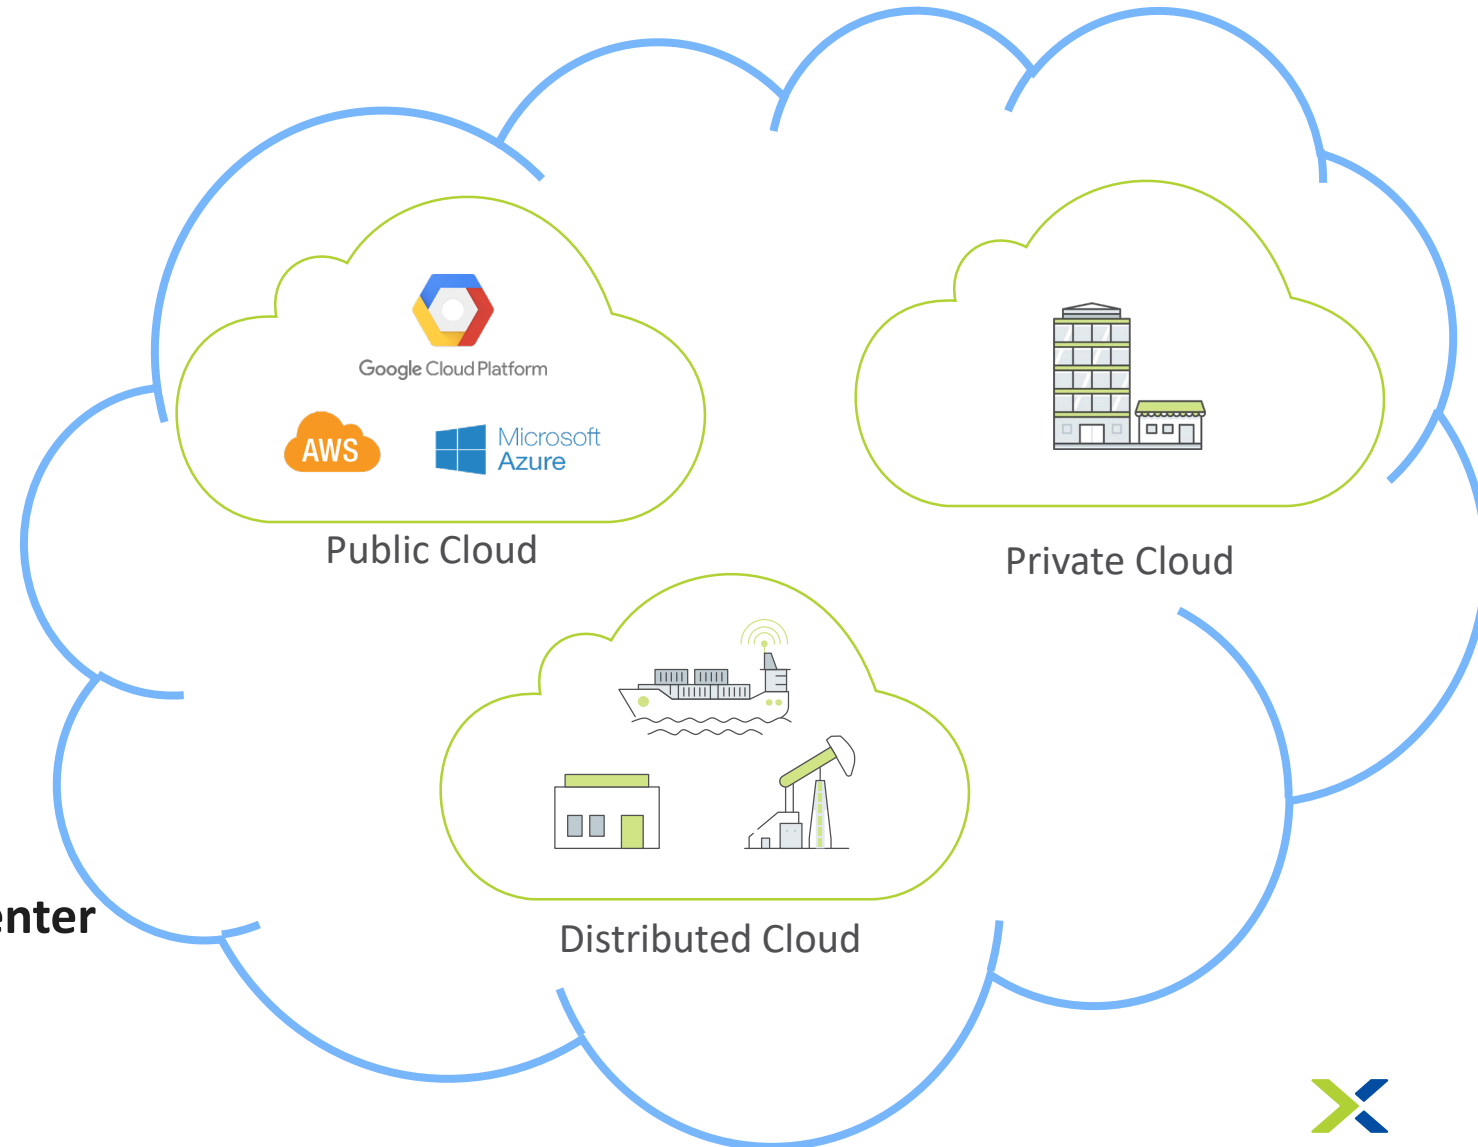 Google Cloud Platform
AWS
Microsoft
Azure
Public Cloud
Private Cloud
enter
Distributed Cloud